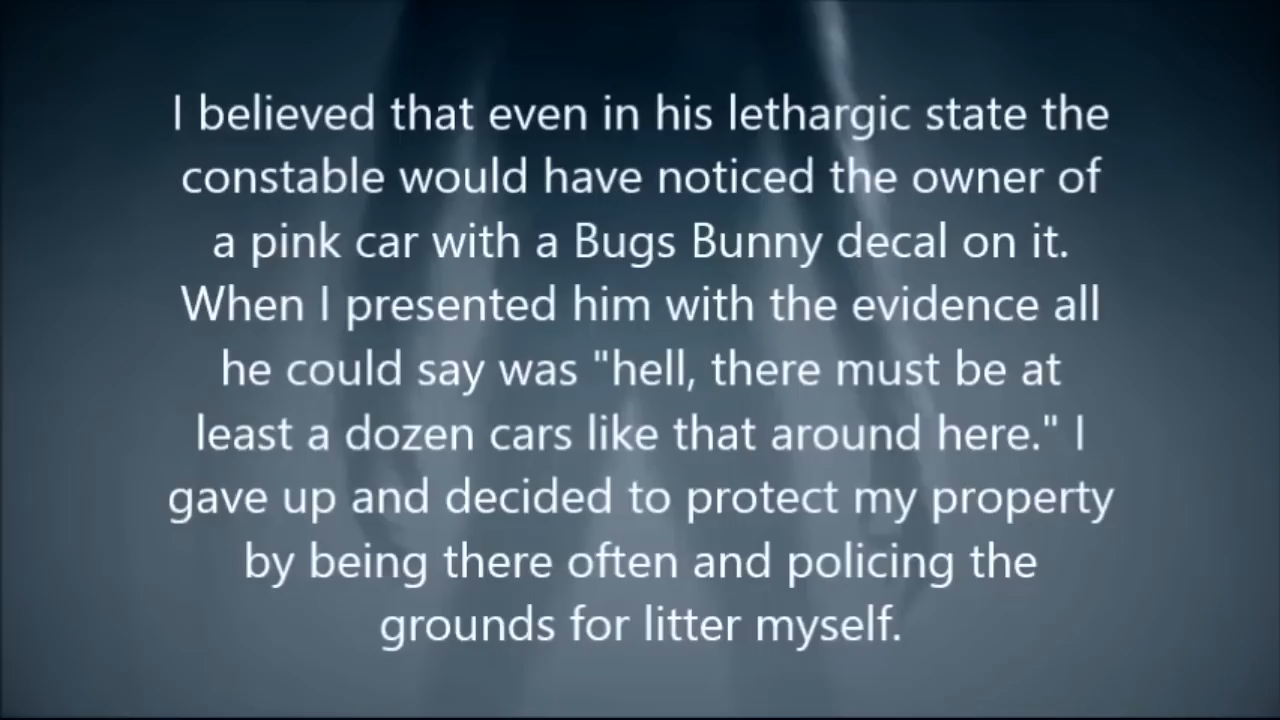 I believed that even in his lethargic state the
constable would have noticed the owner of
a pink car with a Bugs Bunny decal on it.
When I presented him with the evidence all
he could say was "hell, there must be at
least a dozen cars like that around here." I
gave up and decided to protect my property
by being there often and policing the
grounds for litter myself.